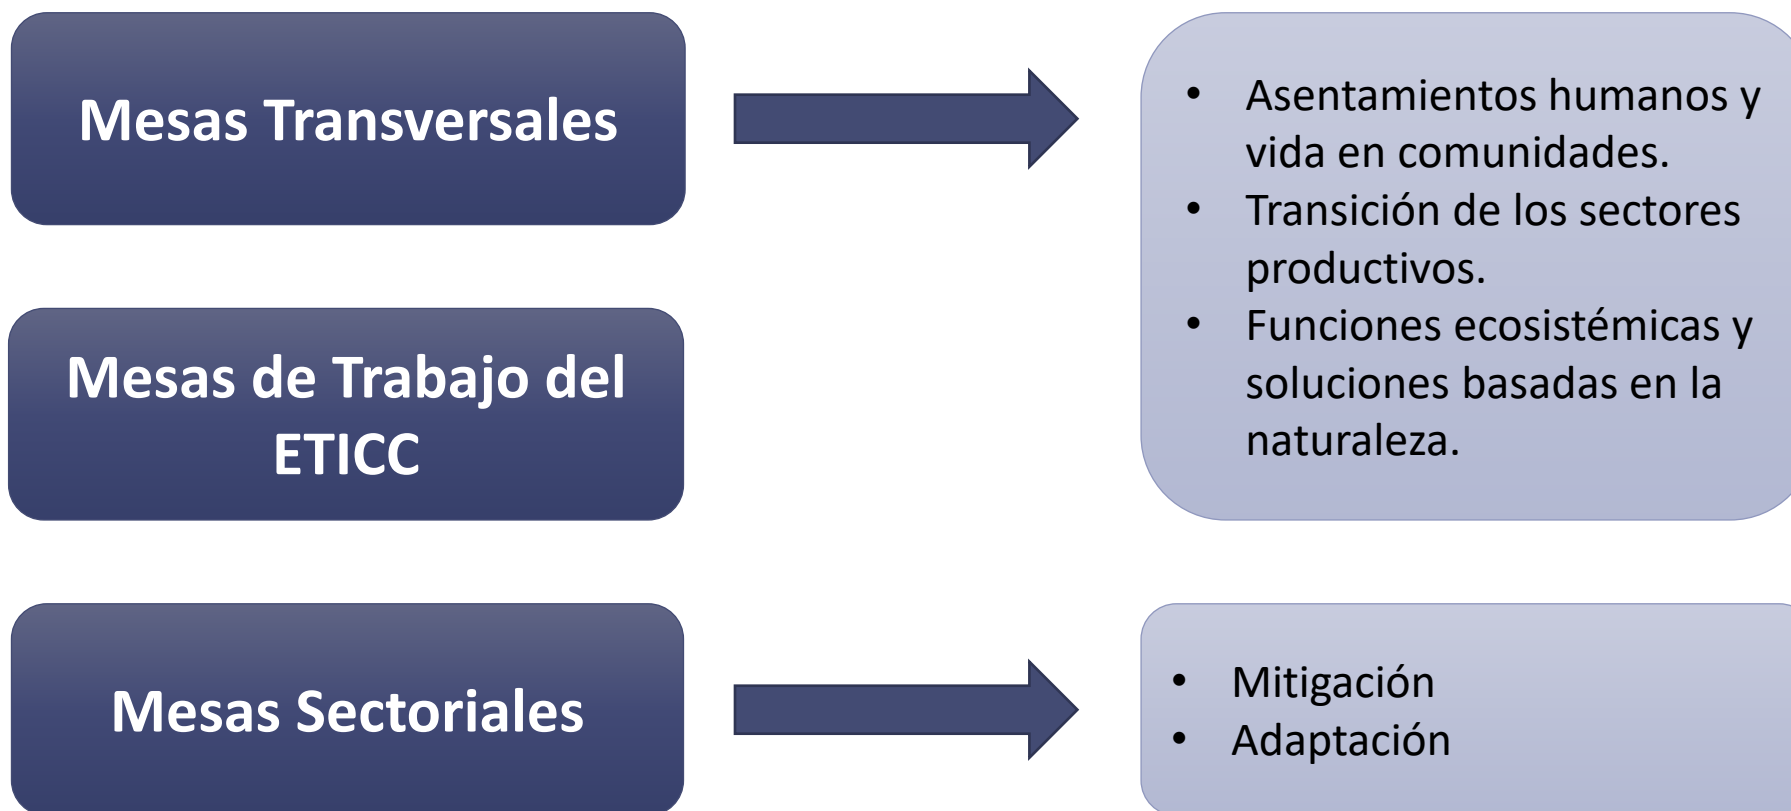 Mesas Transversales
• Asentamientos humanos y
vida en comunidades.
• Transición de los sectores
productivos.
• Funciones ecosistémicas y
soluciones basadas en la
naturaleza.
Mesas de Trabajo del
ETICC
Mesas Sectoriales
• Mitigación
• Adaptación